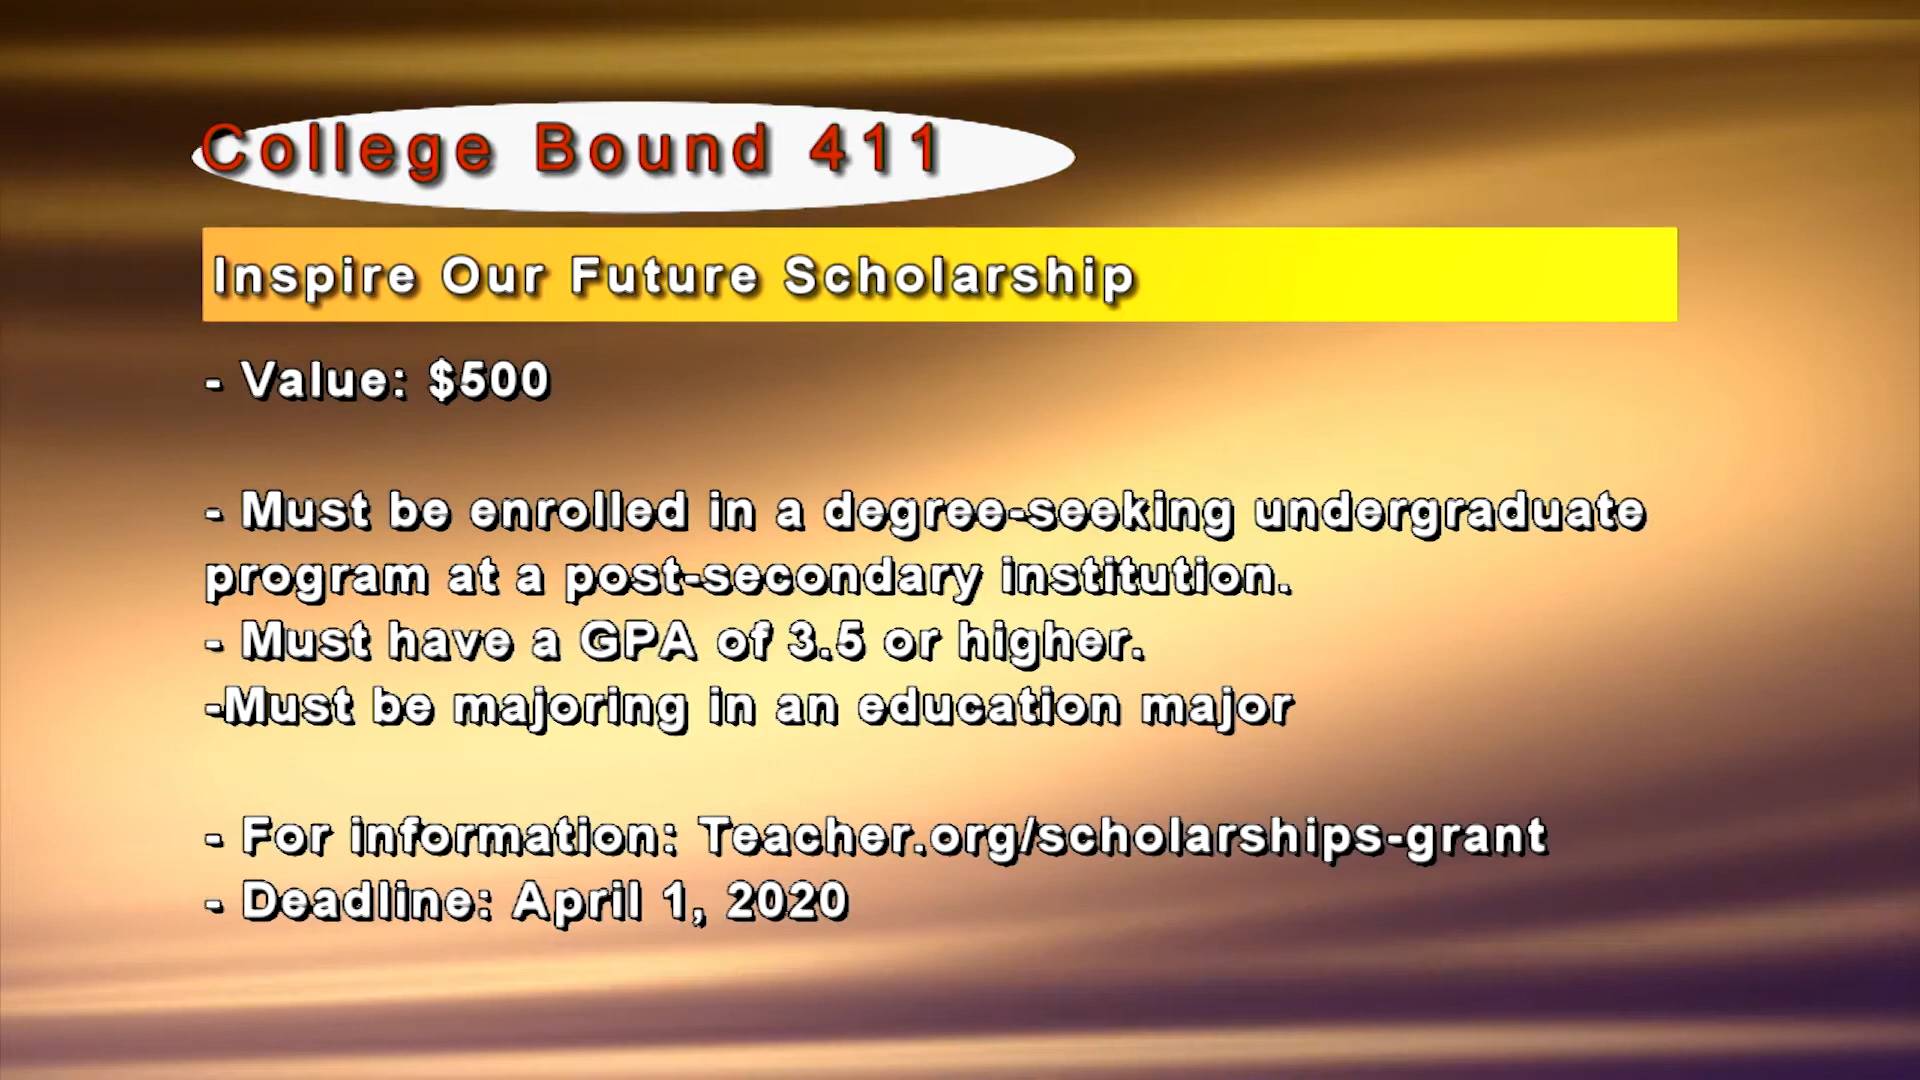 College Bound 411
Inspire Our Future Scholarship
- Value: $500
- Must be enrolled in a degree-seeking undergraduate
program at a post-secondary institution.
- Must have a GPA of 3.5 or higher.
-Must be majoring in an education major
- For information: Teacher.org/scholarships-grant
- Deadline: April 1, 2020